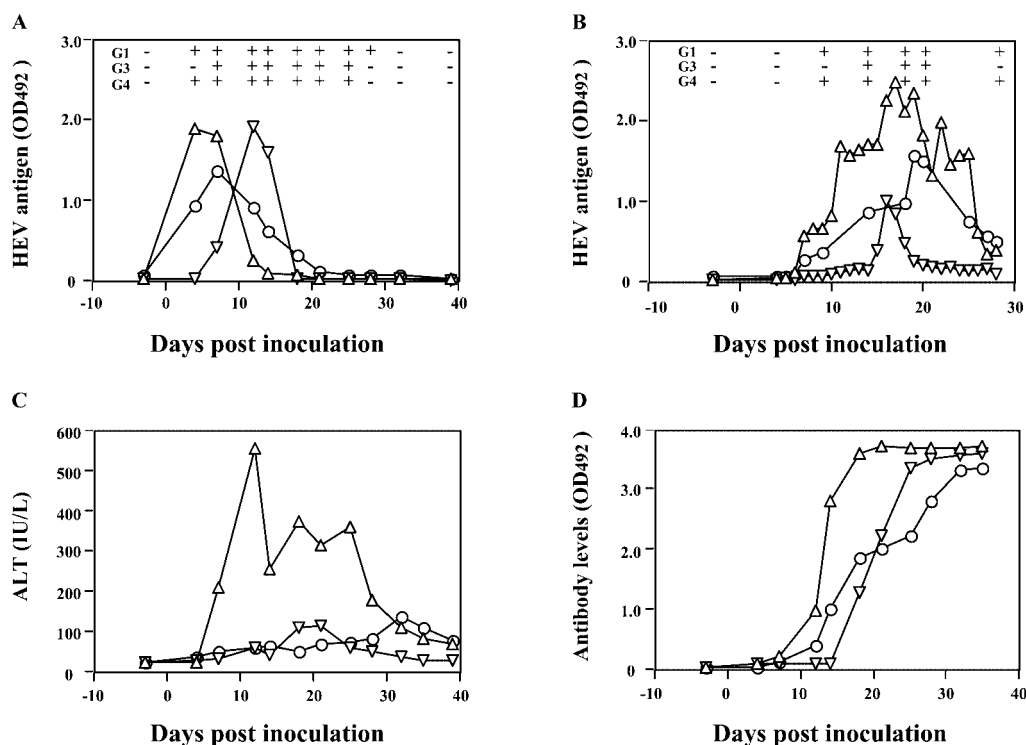 A
3.0
2.0
1.0
0
HEV antigen (OD492)
G1 - + + + + + + + + - -
G3 - - + + + + + + - - -
G4 - + + + + + + + - - -
-10 0 10 20 30 40
Days post inoculation
B
3.0
2.0
1.0
0
HEV antigen (OD492)
G1 - - + + + + +
G3 - - - + + + -
G4 - - + + + + +
-10 0 10 20 30
Days post inoculation
C
600
500
400
300
200
100
0
ALT (IU/L)
-10 0 10 20 30 40
Days post inoculation
D
4.0
3.0
2.0
1.0
0
Antibody levels (OD492)
-10 0 10 20 30 40
Days post inoculation